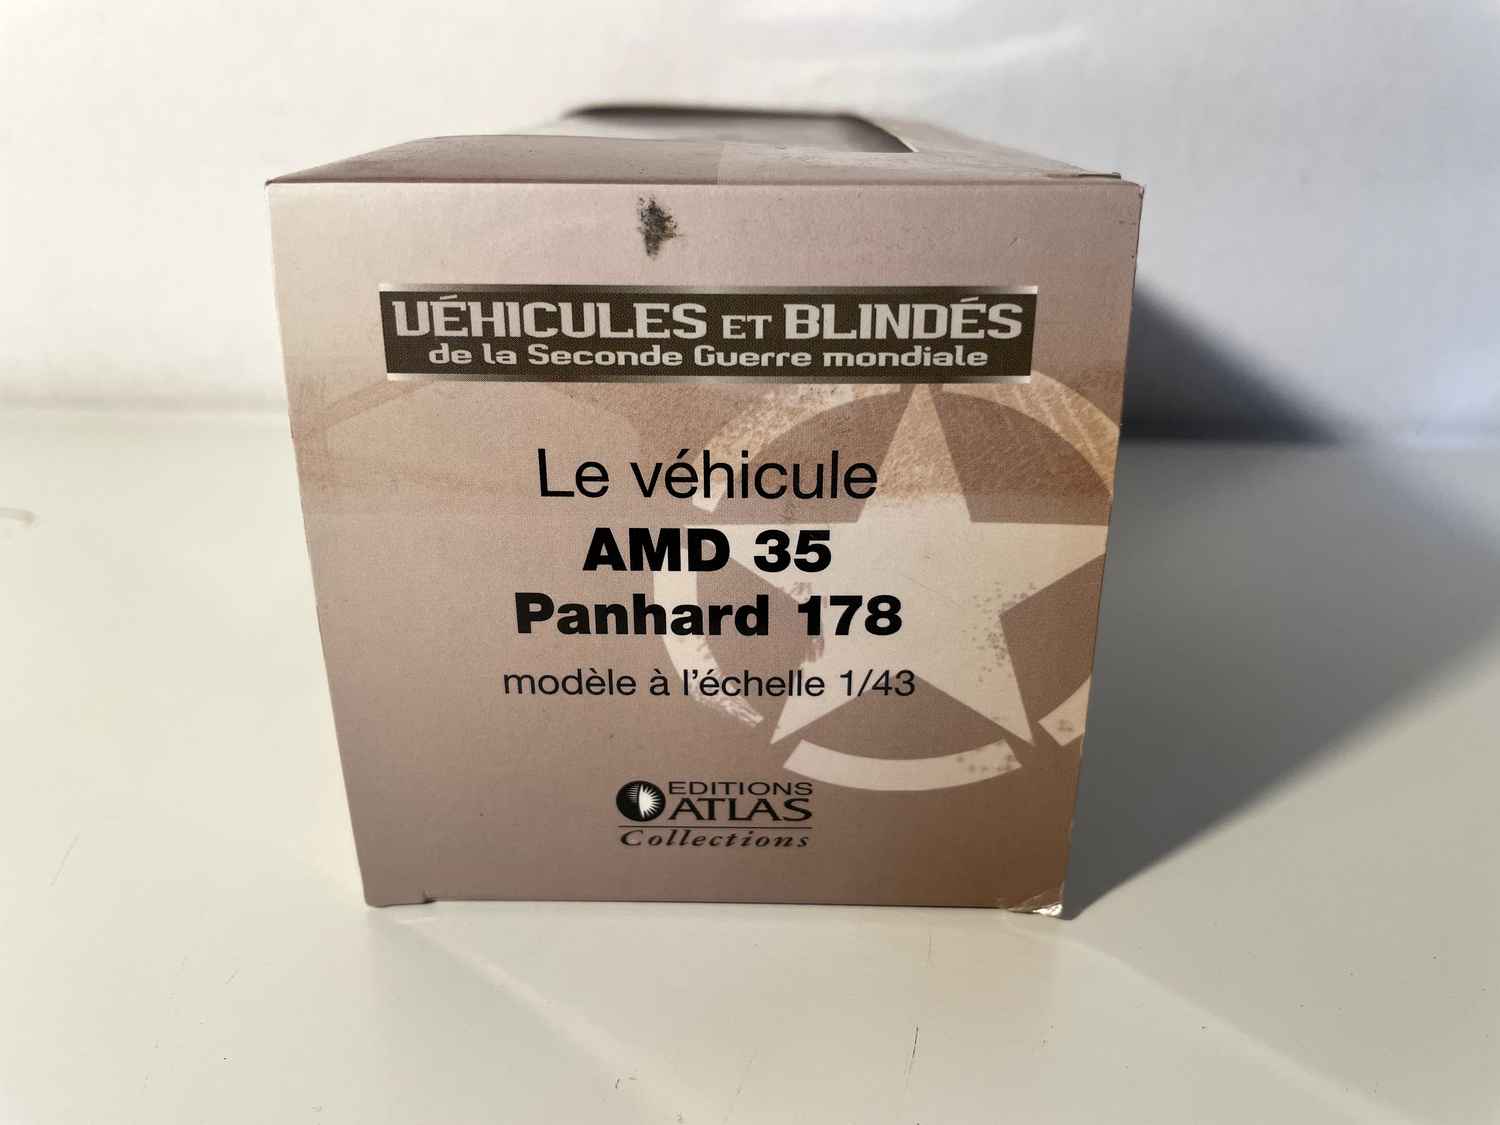 VÉHICULES ET BLINDÉS
de la Seconde Guerre mondiale
Le véhicule
AMD 35
Panhard 178
modèle à l'échelle 1/43
EDITIONS
ATLAS
Collections